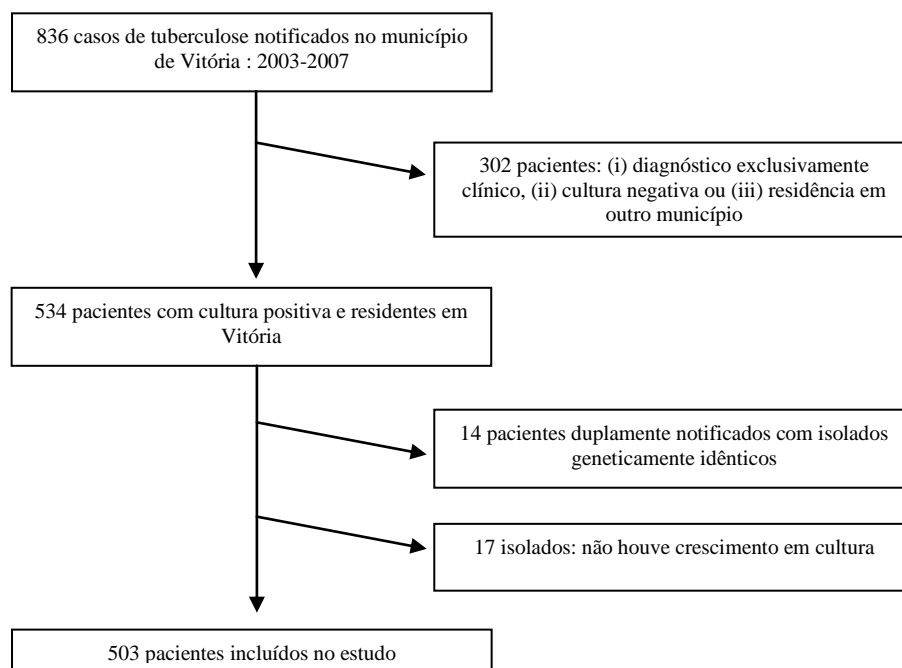 836 casos de tuberculose notificados no município
de Vitória : 2003-2007
302 pacientes: (i) diagnóstico exclusivamente
clínico, (ii) cultura negativa ou (iii) residência em
outro município
534 pacientes com cultura positiva e residentes em
Vitória
14 pacientes duplamente notificados com isolados
geneticamente idênticos
17 isolados: não houve crescimento em cultura
503 pacientes incluídos no estudo